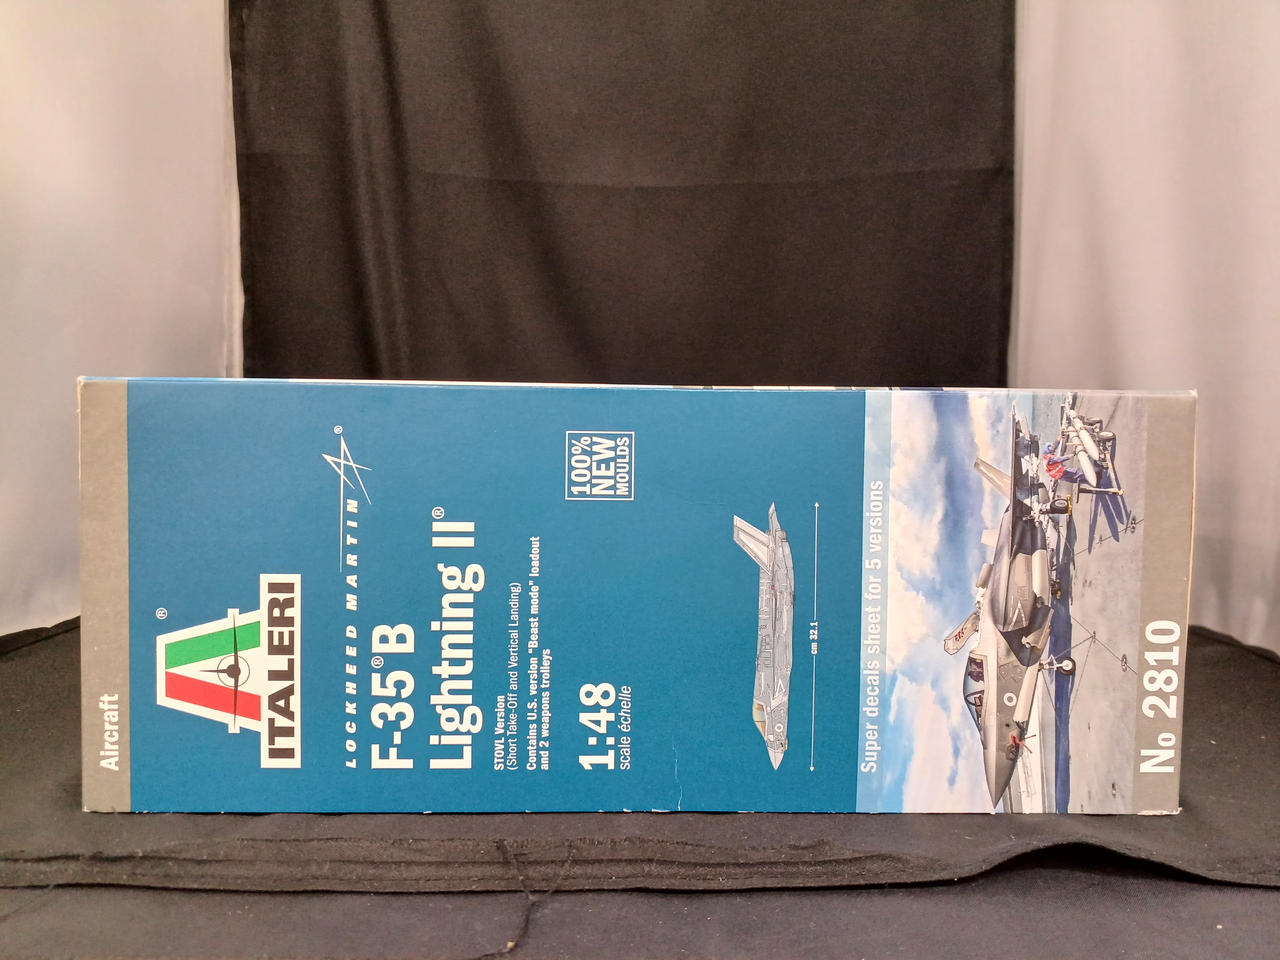 Aircraft
®
ITALERI
LOCKHEED MARTIN ®
F-35® B
Lightning II®
STOVL Version
(Short Take-Off and Vertical Landing)
Contains U.S. version "Beast mode" loadout
and 2 weapons trolleys
1:48
scale échelle
100%
NEW
MOULDS
cm 32.1
Super decals sheet for 5 versions
No 2810